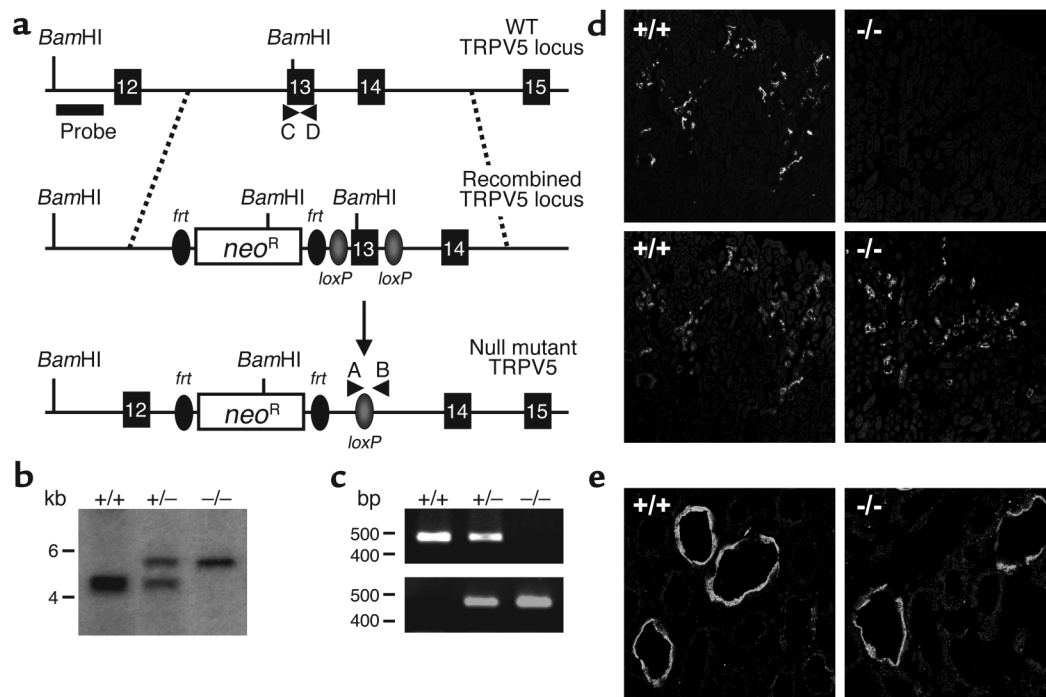 a
BamHI
BamHI
WT
TRPV5 locus
12
13
14
15
Probe
C D
BamHI
BamHI
BamHI
Recombined
TRPV5 locus
frt
frt
neoR
13
14
loxP
loxP
BamHI
BamHI
Null mutant
TRPV5
frt
frt
A B
12
neoR
14
15
loxP
b
kb
+/+
+/–
–/–
6
4
c
bp
+/+
+/–
–/–
500
400
500
400
d
+/+
-/-
+/+
-/-
e
+/+
-/-